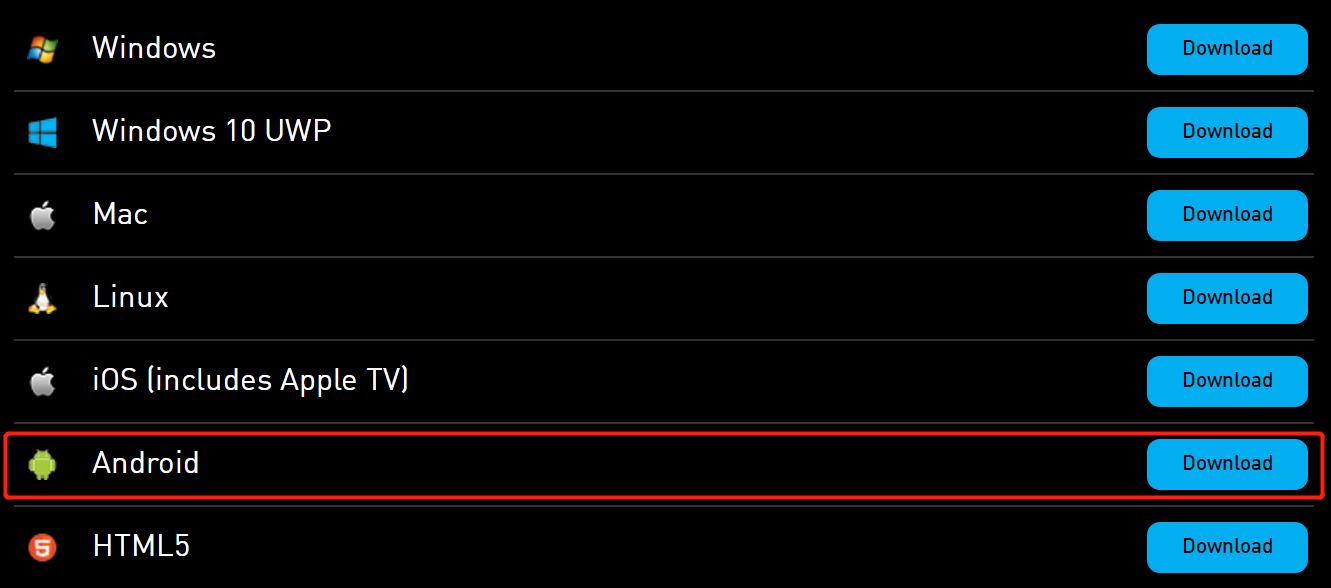 Windows Download
Windows 10 UWP Download
Mac Download
Linux Download
iOS (includes Apple TV) Download
Android Download
HTML5 Download